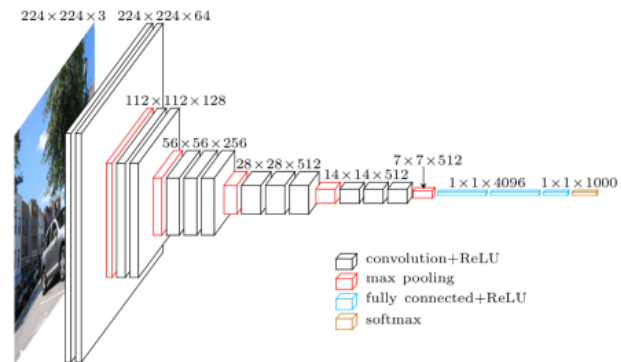 224×224×3
224×224×64
112×112×128
56×56×256
28×28×512
14×14×512
7×7×512
1×1×4096
1×1×1000
convolution+ReLU
max pooling
fully connected+ReLU
softmax